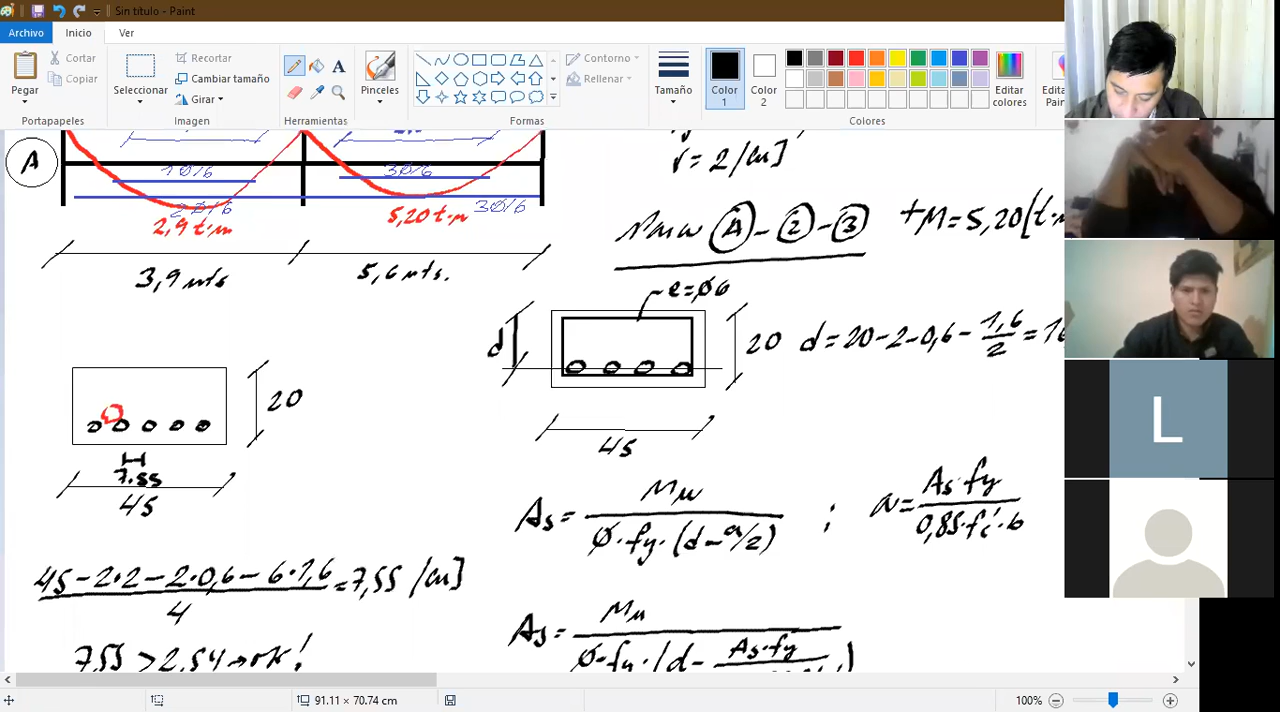 Sin título - Paint
Archivo Inicio Ver
Pegar
Cortar
Copiar
Seleccionar
Recortar
Cambiar tamaño
Girar
A
Pinceles
Contorno
Rellenar
Tamaño
Color 1
Color 2
Editar colores
Portapapeles Imagen Herramientas Formas Colores
A
1Ø16
3Ø16
2Ø16
3Ø16
2,9 t·m
5,20 t·m
3,9 mts
5,6 mts.
r = 2 [cm]
A - 2 - 3 +M = 5,20 [t·m
e=Ø6
d
20
45
d = 20 - 2 - 0,6 - 1,6/2 = 16
20
7.55
45
As = Mu / Ø·fy·(d - a/2) ; a = As·fy / 0,85·fc'·b
45 - 2·2 - 2·0,6 - 6·1,6 / 4 = 7,55 [cm]
As = Mu / Ø·fy·(d - As·fy
7.55 > 2.54 → OK!
L
91.11 × 70.74 cm
100%